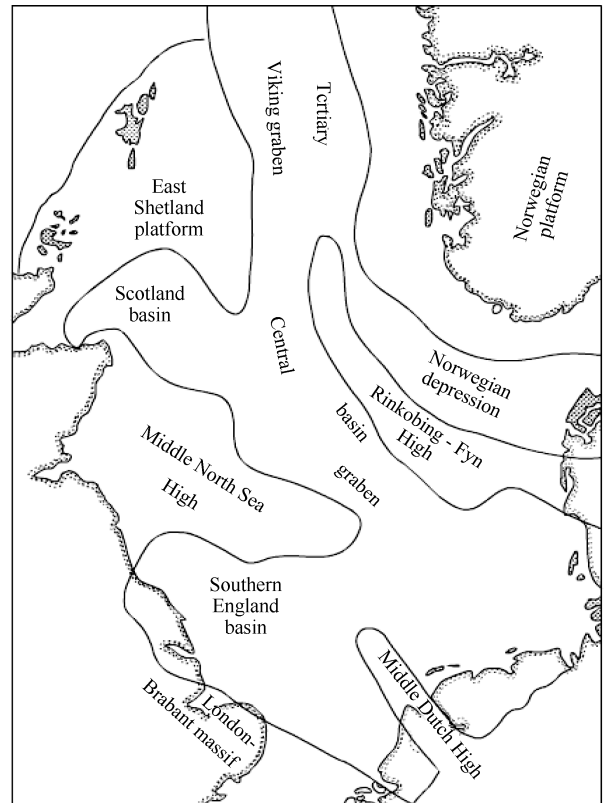 Viking graben
Tertiary
Norwegian
platform
East
Shetland
platform
Scotland
basin
Central
basin
graben
Norwegian
depression
Rinkobing - Fyn
High
Middle North Sea
High
Southern
England
basin
London-
Brabant massif
Middle Dutch High